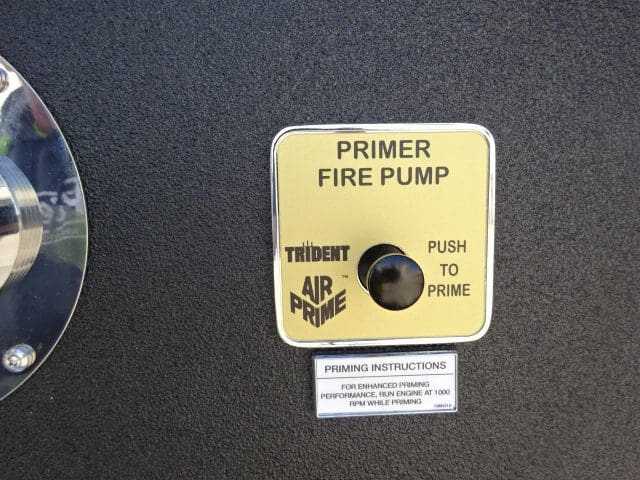 PRIMER
FIRE PUMP
TRIDENT
AIR PRIME
™
PUSH
TO
PRIME
PRIMING INSTRUCTIONS
FOR ENHANCED PRIMING
PERFORMANCE, RUN ENGINE AT 1000
RPM WHILE PRIMING